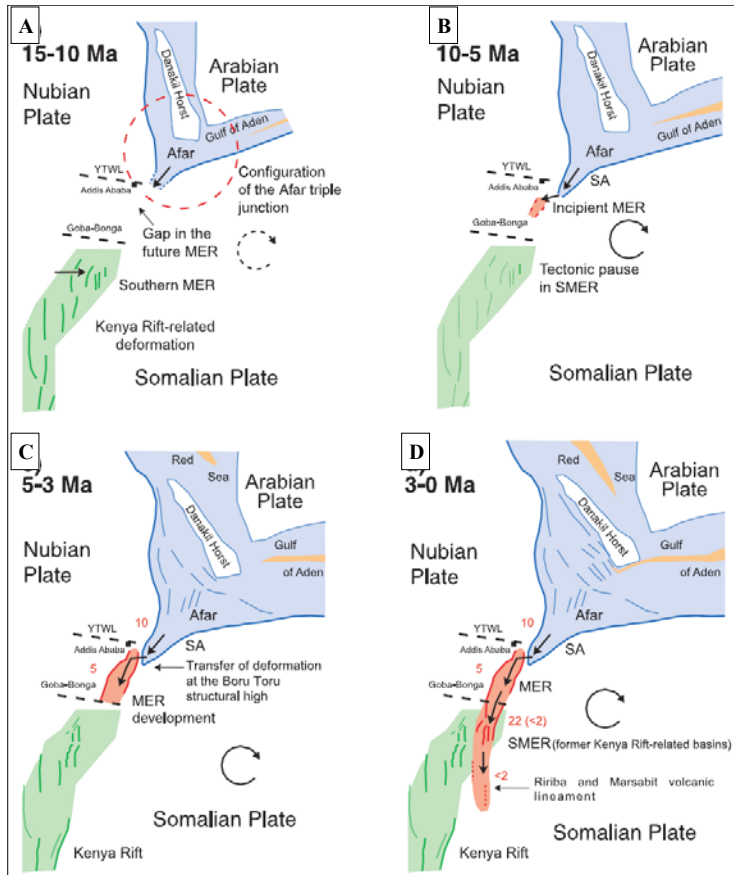 A
15-10 Ma
Nubian
Plate
Danakil Horst
Arabian
Plate
Gulf of Aden
Afar
YTWL
Addis Ababa
Configuration
of the Afar triple
junction
Goba-Bonga
Gap in the
future MER
Southern MER
Kenya Rift-related
deformation
Somalian Plate
B
10-5 Ma
Nubian
Plate
Danakil Horst
Arabian
Plate
Gulf of Aden
Afar
YTWL
Addis Ababa
SA
Incipient MER
Goba-Bonga
Tectonic pause
in SMER
Somalian Plate
C
5-3 Ma
Red
Sea
Arabian
Plate
Nubian
Plate
Danakil Horst
Gulf
of Aden
Afar
10
YTWL
Addis Ababa
SA
5
Transfer of deformation
at the Boru Toru
structural high
Goba-Bonga
MER
development
Somalian Plate
Kenya Rift
D
3-0 Ma
Red
Sea
Arabian
Plate
Nubian
Plate
Danakil Horst
Gulf
of Aden
Afar
10
YTWL
Addis Ababa
SA
5
Goba-Bonga
MER
22 (<2)
SMER (former Kenya Rift-related basins)
<2
Ririba and Marsabit volcanic
lineament
Somalian Plate
Kenya Rift